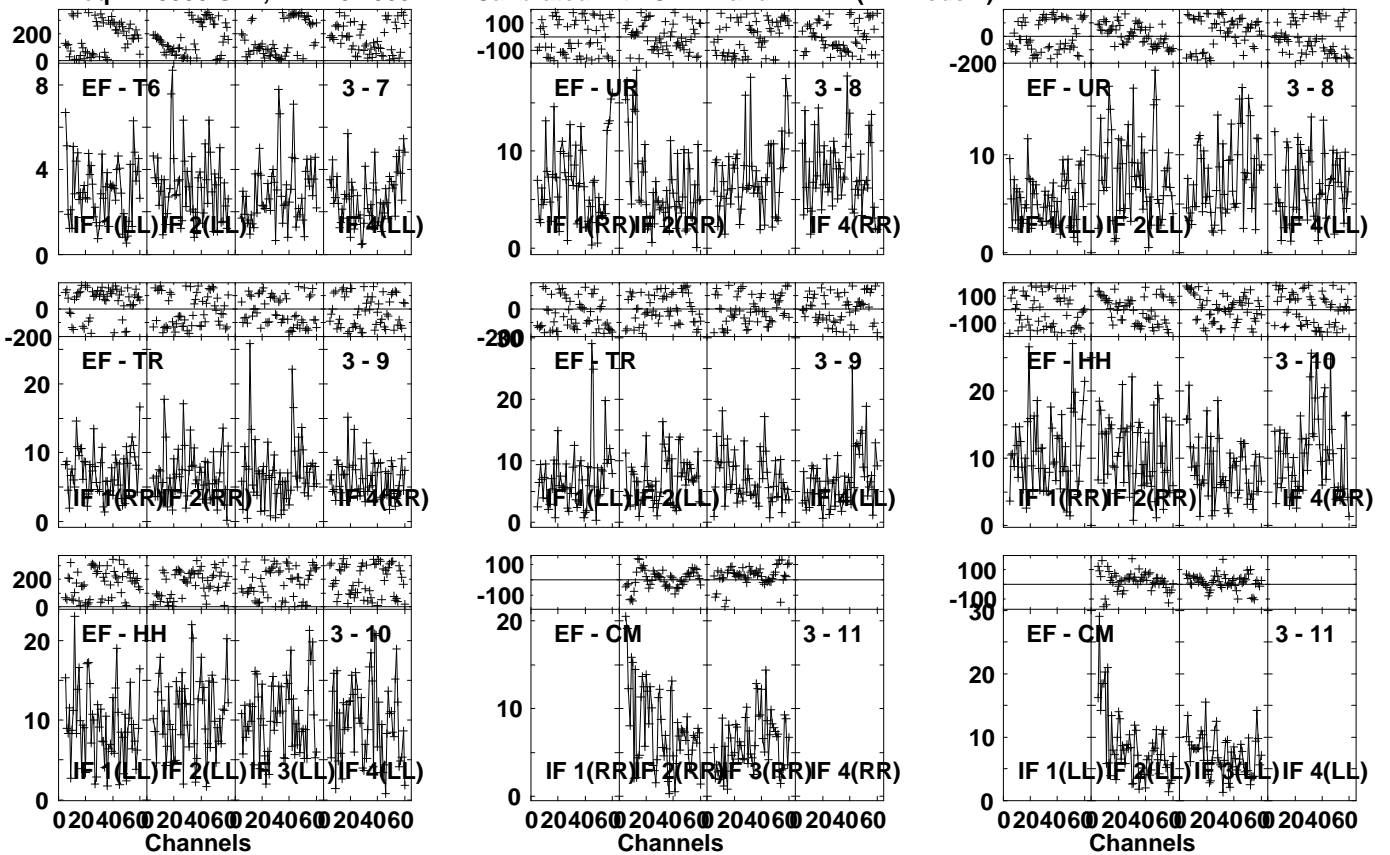 200
0
8
4
0
EF - T6
3 - 7
IF 1(LL)
IF 2(LL)
IF 4(LL)
100
-100
10
0
EF - UR
3 - 8
IF 1(RR)
IF 2(RR)
IF 4(RR)
0
-200
10
0
EF - UR
3 - 8
IF 1(LL)
IF 2(LL)
IF 4(LL)
0
-200
20
10
0
EF - TR
3 - 9
IF 1(RR)
IF 2(RR)
IF 4(RR)
0
-200
30
20
10
0
EF - TR
3 - 9
IF 1(LL)
IF 2(LL)
IF 4(LL)
100
-100
20
10
0
EF - HH
3 - 10
IF 1(RR)
IF 2(RR)
IF 4(RR)
200
0
20
10
0
EF - HH
3 - 10
IF 1(LL)
IF 2(LL)
IF 3(LL)
IF 4(LL)
0 20 40 60 0 20 40 60 0 20 40 60 0 20 40 60
Channels
100
-100
20
10
0
EF - CM
3 - 11
IF 1(RR)
IF 2(RR)
IF 3(RR)
IF 4(RR)
0 20 40 60 0 20 40 60 0 20 40 60 0 20 40 60
Channels
100
-100
30
20
10
0
EF - CM
3 - 11
IF 1(LL)
IF 2(LL)
IF 3(LL)
IF 4(LL)
0 20 40 60 0 20 40 60 0 20 40 60 0 20 40 60
Channels